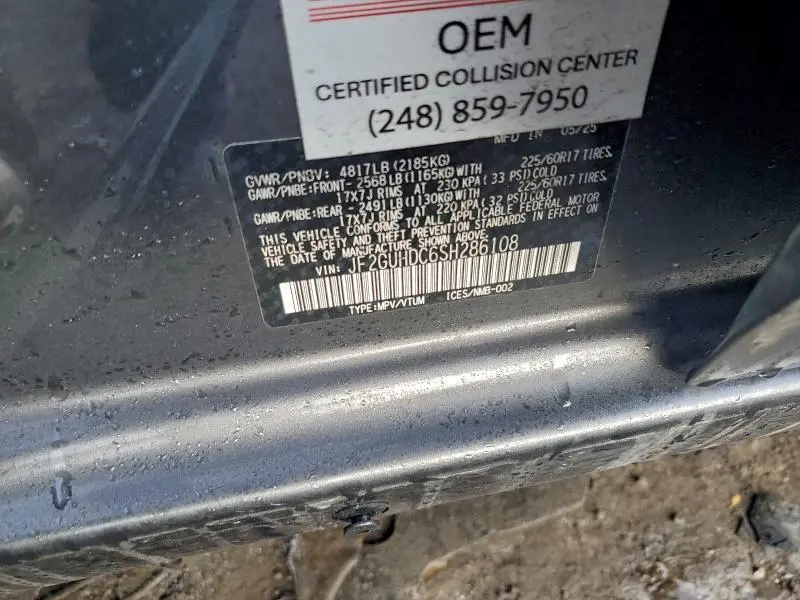 OEM
CERTIFIED COLLISION CENTER
(248) 859-7950
MFD IN 05/25
GVWR/PNBV: 4817LB(2185KG)
GAWR/PNBE:FRONT-2568LB(1165KG)WITH 225/60R17 TIRES,
17X7J RIMS AT 230 KPA(33 PSI)COLD
GAWR/PNBE:REAR -2491LB(1130KG)WITH 225/60R17 TIRES,
17X7J RIMS AT 220 KPA(32 PSI)COLD
THIS VEHICLE CONFORMS TO ALL APPLICABLE FEDERAL MOTOR
VEHICLE SAFETY AND THEFT PREVENTION STANDARDS IN EFFECT ON
THE DATE OF MANUFACTURE SHOWN ABOVE.
VIN: JF2GUHDC6SH286108
TYPE:MPV/VTUM ICES/NMB-002